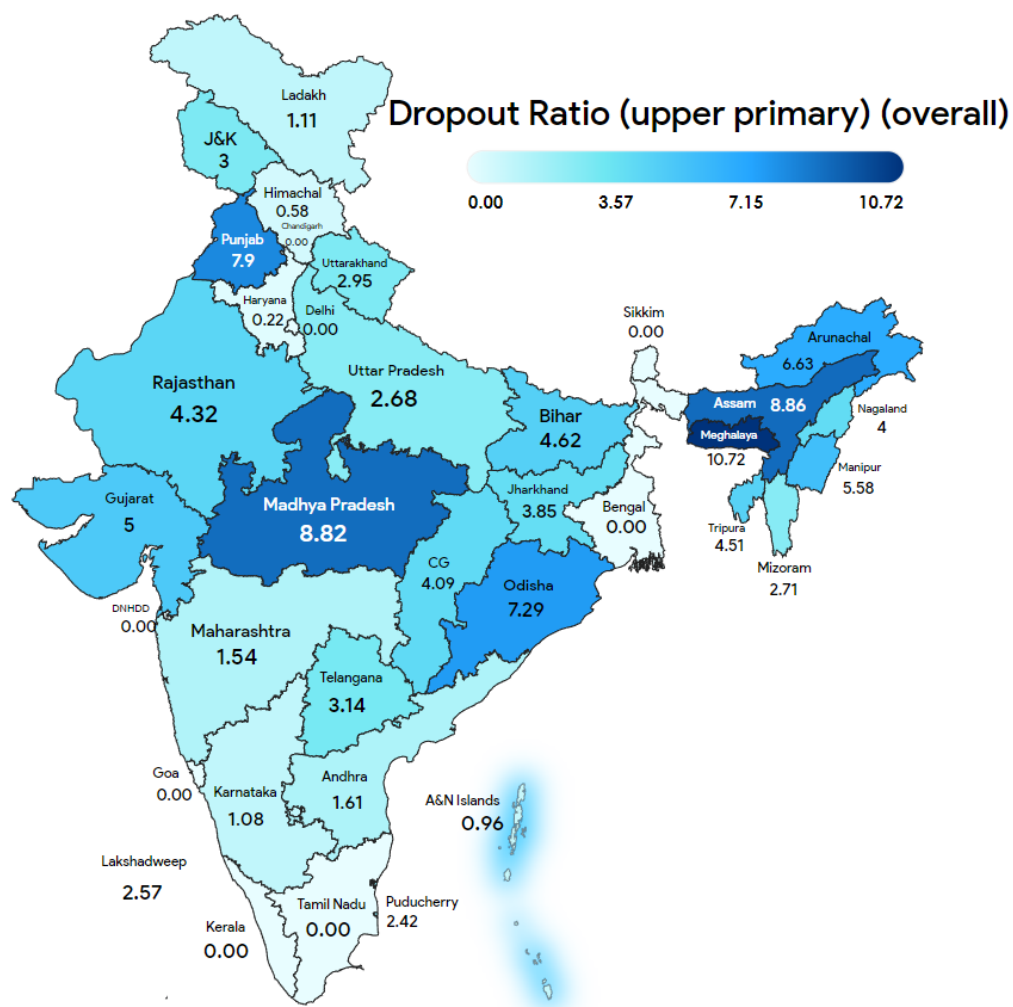 Dropout Ratio (upper primary) (overall)
0.00 3.57 7.15 10.72
Ladakh
1.11
J&K
3
Himachal
0.58
Chandigarh
0.00
Punjab
7.9
Uttarakhand
2.95
Haryana
0.22
Delhi
0.00
Sikkim
0.00
Arunachal
6.63
Rajasthan
4.32
Uttar Pradesh
2.68
Bihar
4.62
Assam 8.86
Nagaland
4
Meghalaya
10.72
Manipur
5.58
Gujarat
5
Madhya Pradesh
8.82
Jharkhand
3.85
Bengal
0.00
Tripura
4.51
Mizoram
2.71
CG
4.09
Odisha
7.29
DNHDD
0.00
Maharashtra
1.54
Telangana
3.14
Goa
0.00
Karnataka
1.08
Andhra
1.61
A&N Islands
0.96
Lakshadweep
2.57
Kerala
0.00
Tamil Nadu
0.00
Puducherry
2.42